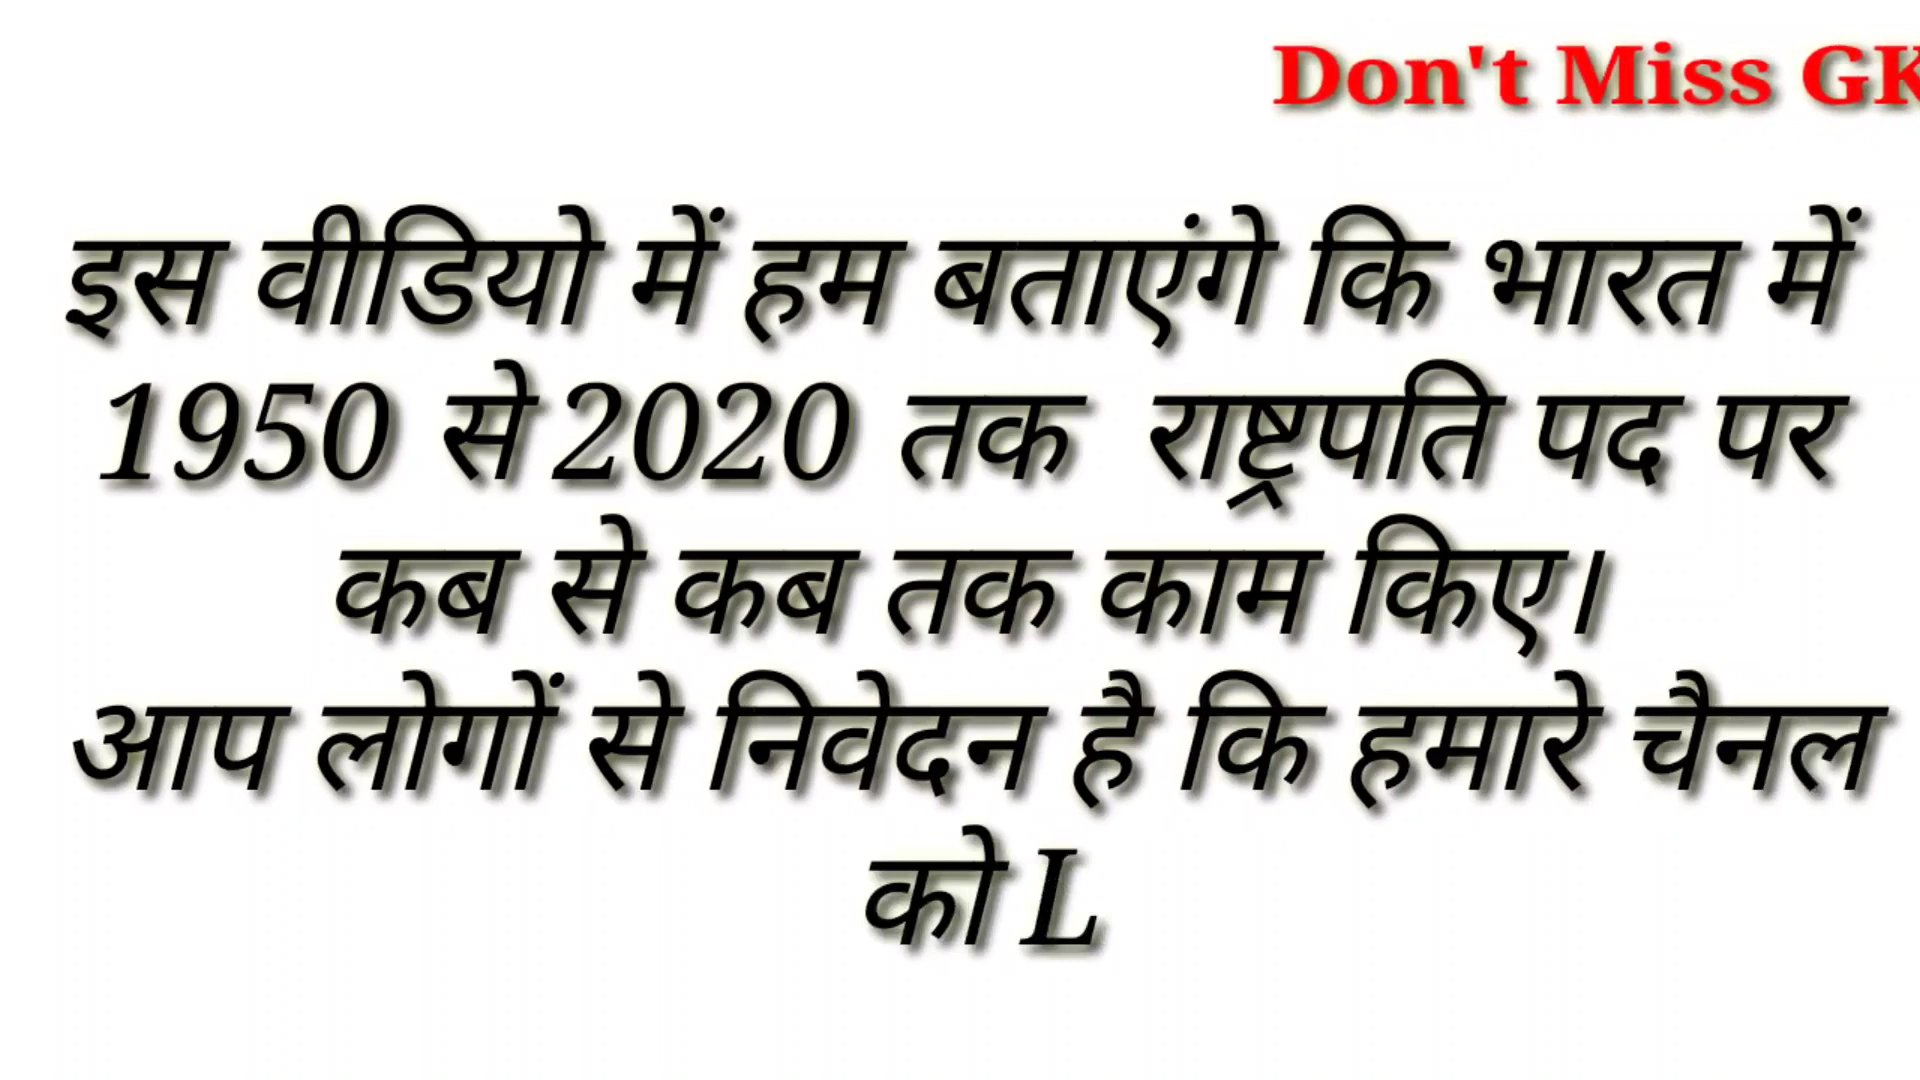 Don't Miss GK
इस वीडियो में हम बताएंगे कि भारत में
1950 से 2020 तक राष्ट्रपति पद पर
कब से कब तक काम किए।
आप लोगों से निवेदन है कि हमारे चैनल
को L